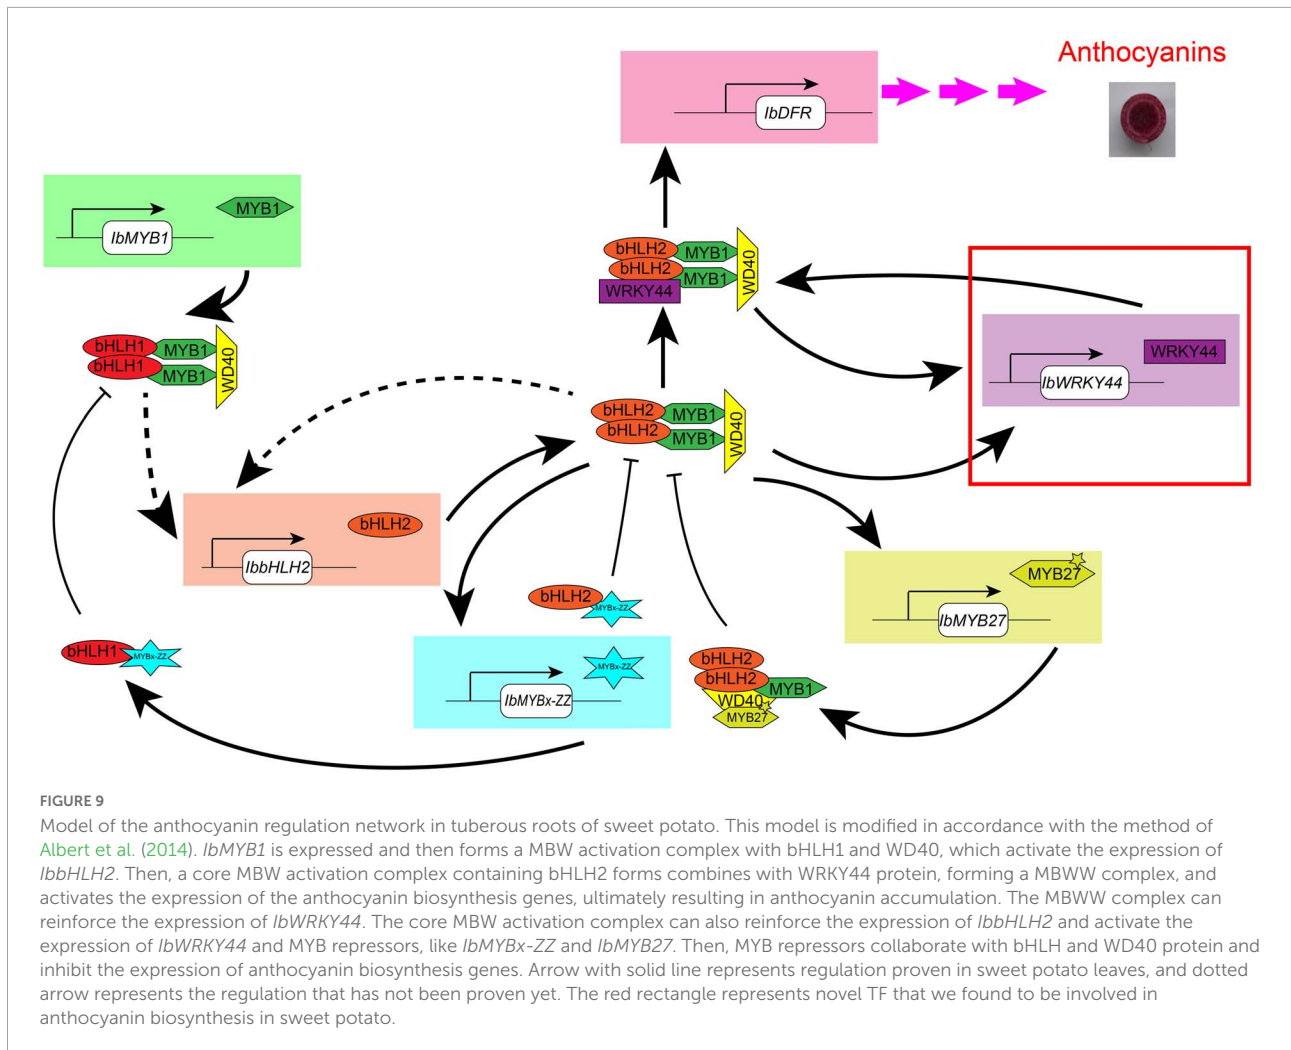 Anthocyanins
IbDFR
MYB1
IbMYB1
bHLH2
MYB1
bHLH2
MYB1
WD40
WRKY44
bHLH1
MYB1
bHLH1
MYB1
WD40
WRKY44
IbWRKY44
bHLH2
MYB1
bHLH2
MYB1
WD40
bHLH2
IbbHLH2
MYB27
IbMYB27
bHLH2
MYBx-ZZ
bHLH1
MYBx-ZZ
MYBx-ZZ
IbMYBx-ZZ
bHLH2
bHLH2
MYB1
WD40
MYB27
FIGURE 9
Model of the anthocyanin regulation network in tuberous roots of sweet potato. This model is modified in accordance with the method of
Albert et al. (2014). IbMYB1 is expressed and then forms a MBW activation complex with bHLH1 and WD40, which activate the expression of
IbbHLH2. Then, a core MBW activation complex containing bHLH2 forms combines with WRKY44 protein, forming a MBWW complex, and
activates the expression of the anthocyanin biosynthesis genes, ultimately resulting in anthocyanin accumulation. The MBWW complex can
reinforce the expression of IbWRKY44. The core MBW activation complex can also reinforce the expression of IbbHLH2 and activate the
expression of IbWRKY44 and MYB repressors, like IbMYBx-ZZ and IbMYB27. Then, MYB repressors collaborate with bHLH and WD40 protein and
inhibit the expression of anthocyanin biosynthesis genes. Arrow with solid line represents regulation proven in sweet potato leaves, and dotted
arrow represents the regulation that has not been proven yet. The red rectangle represents novel TF that we found to be involved in
anthocyanin biosynthesis in sweet potato.